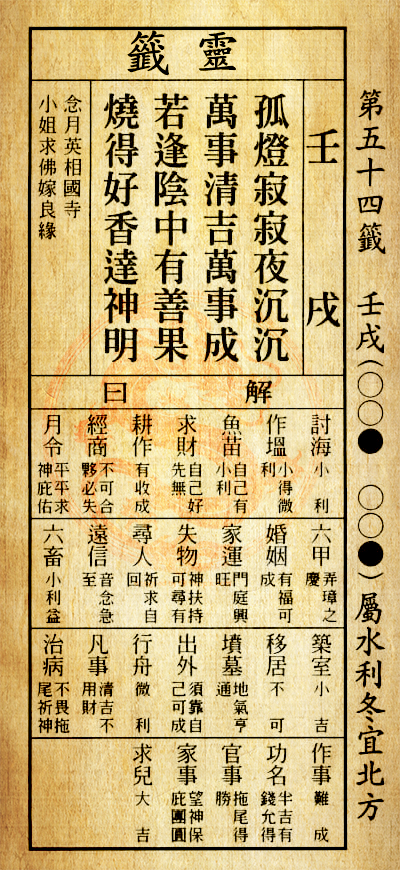 第五十四籤 壬戌(○○● ○○●)屬水利冬宜北方
靈籤
壬戌
孤燈寂寂夜沉沉
萬事清吉萬事成
若逢陰中有善果
燒得好香達神明
念月英相國寺
小姐求佛嫁良緣
解曰
討海 小利
作塭 小得微利
魚苗 自己有小利
求財 自己好先無
耕作 有收成
經商 不可合夥必失
月令 平平求神庇佑
六甲 弄璋之慶
婚姻 有福可成
家運 門庭興旺
失物 神扶持可尋有
尋人 祈求自回
遠信 音念急至
六畜 小利益
築室 小吉
移居 不可
墳墓 地氣亨通
出外 須靠自己可成
行舟 微利
凡事 清吉不用財
治病 不畏拖尾祈神
作事 難成
功名 半吉有錢允得
官事 拖尾得勝
家事 望神保庇團圓
求兒 大吉